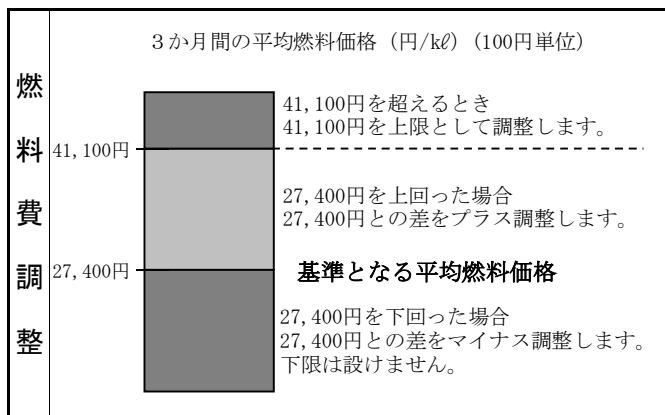 燃料費調整
3か月間の平均燃料価格（円/kℓ）(100円単位)
41,100円を超えるとき
41,100円を上限として調整します。
41,100円
27,400円を上回った場合
27,400円との差をプラス調整します。
27,400円
基準となる平均燃料価格
27,400円を下回った場合
27,400円との差をマイナス調整します。
下限は設けません。